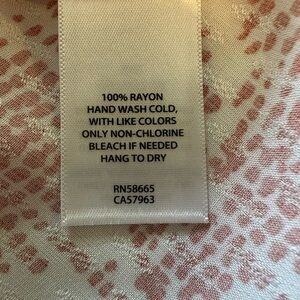 100% RAYON
HAND WASH COLD,
WITH LIKE COLORS
ONLY NON-CHLORINE
BLEACH IF NEEDED
HANG TO DRY
RN58665
CA57963